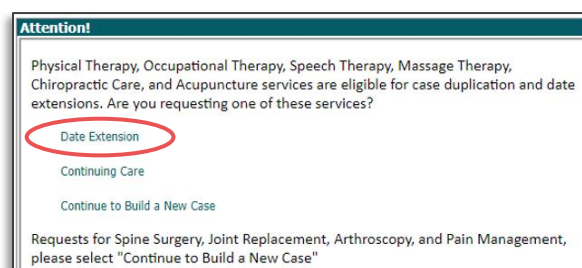 Attention!
Physical Therapy, Occupational Therapy, Speech Therapy, Massage Therapy,
Chiropractic Care, and Acupuncture services are eligible for case duplication and date
extensions. Are you requesting one of these services?
Date Extension
Continuing Care
Continue to Build a New Case
Requests for Spine Surgery, Joint Replacement, Arthroscopy, and Pain Management,
please select "Continue to Build a New Case"